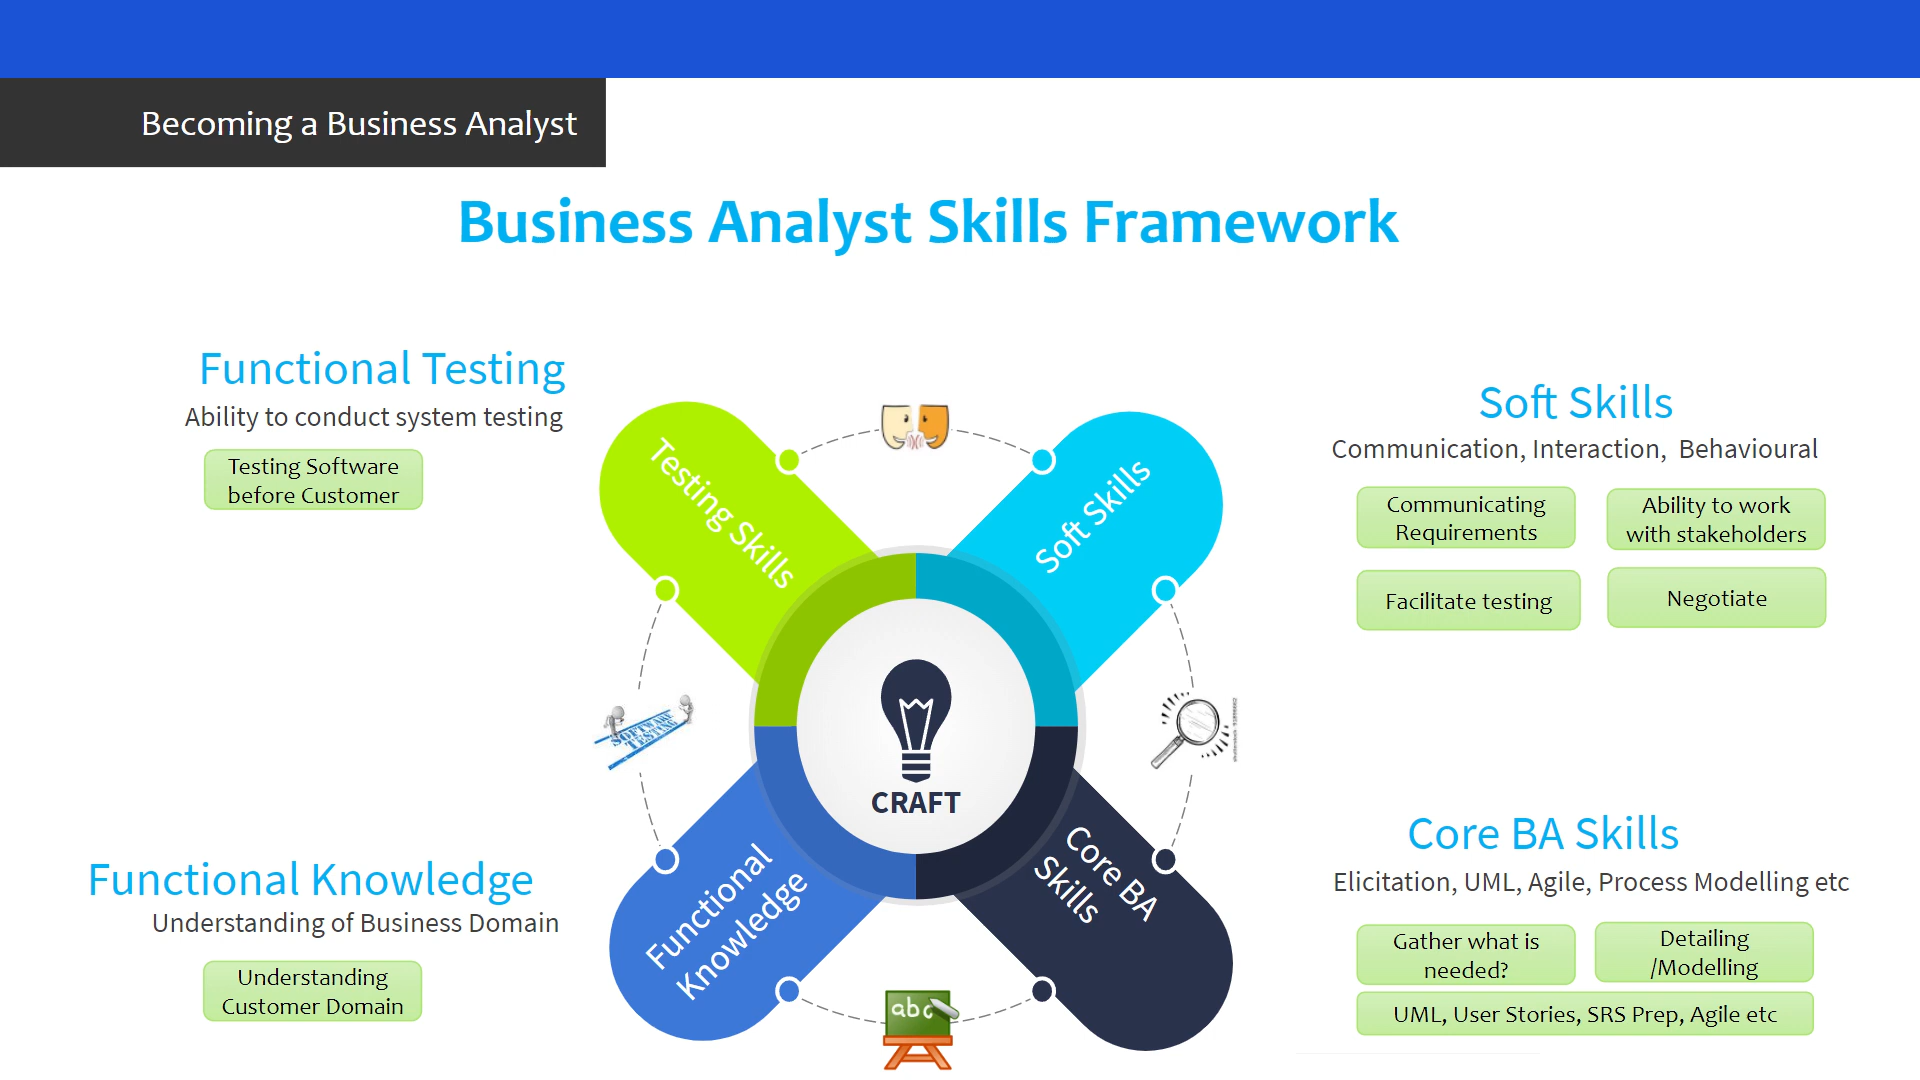 Becoming a Business Analyst
Business Analyst Skills Framework
Functional Testing
Ability to conduct system testing
Testing Software
before Customer
Soft Skills
Communication, Interaction,  Behavioural
Communicating
Requirements
Ability to work
with stakeholders
Facilitate testing
Negotiate
Testing Skills
Soft Skills
SOFTWARE
TESTING
CRAFT
Functional
Knowledge
Core BA
Skills
abc
Functional Knowledge
Understanding of Business Domain
Understanding
Customer Domain
Core BA Skills
Elicitation, UML, Agile, Process Modelling etc
Gather what is
needed?
Detailing
/Modelling
UML, User Stories, SRS Prep, Agile etc